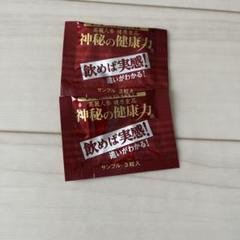 高麗人参 健康食品
神秘の健康力
飲めば実感!
違いがわかる!
サンプル 3粒入
高麗人参 健康食品
神秘の健康力
飲めば実感!
違いがわかる!
サンプル 3粒入